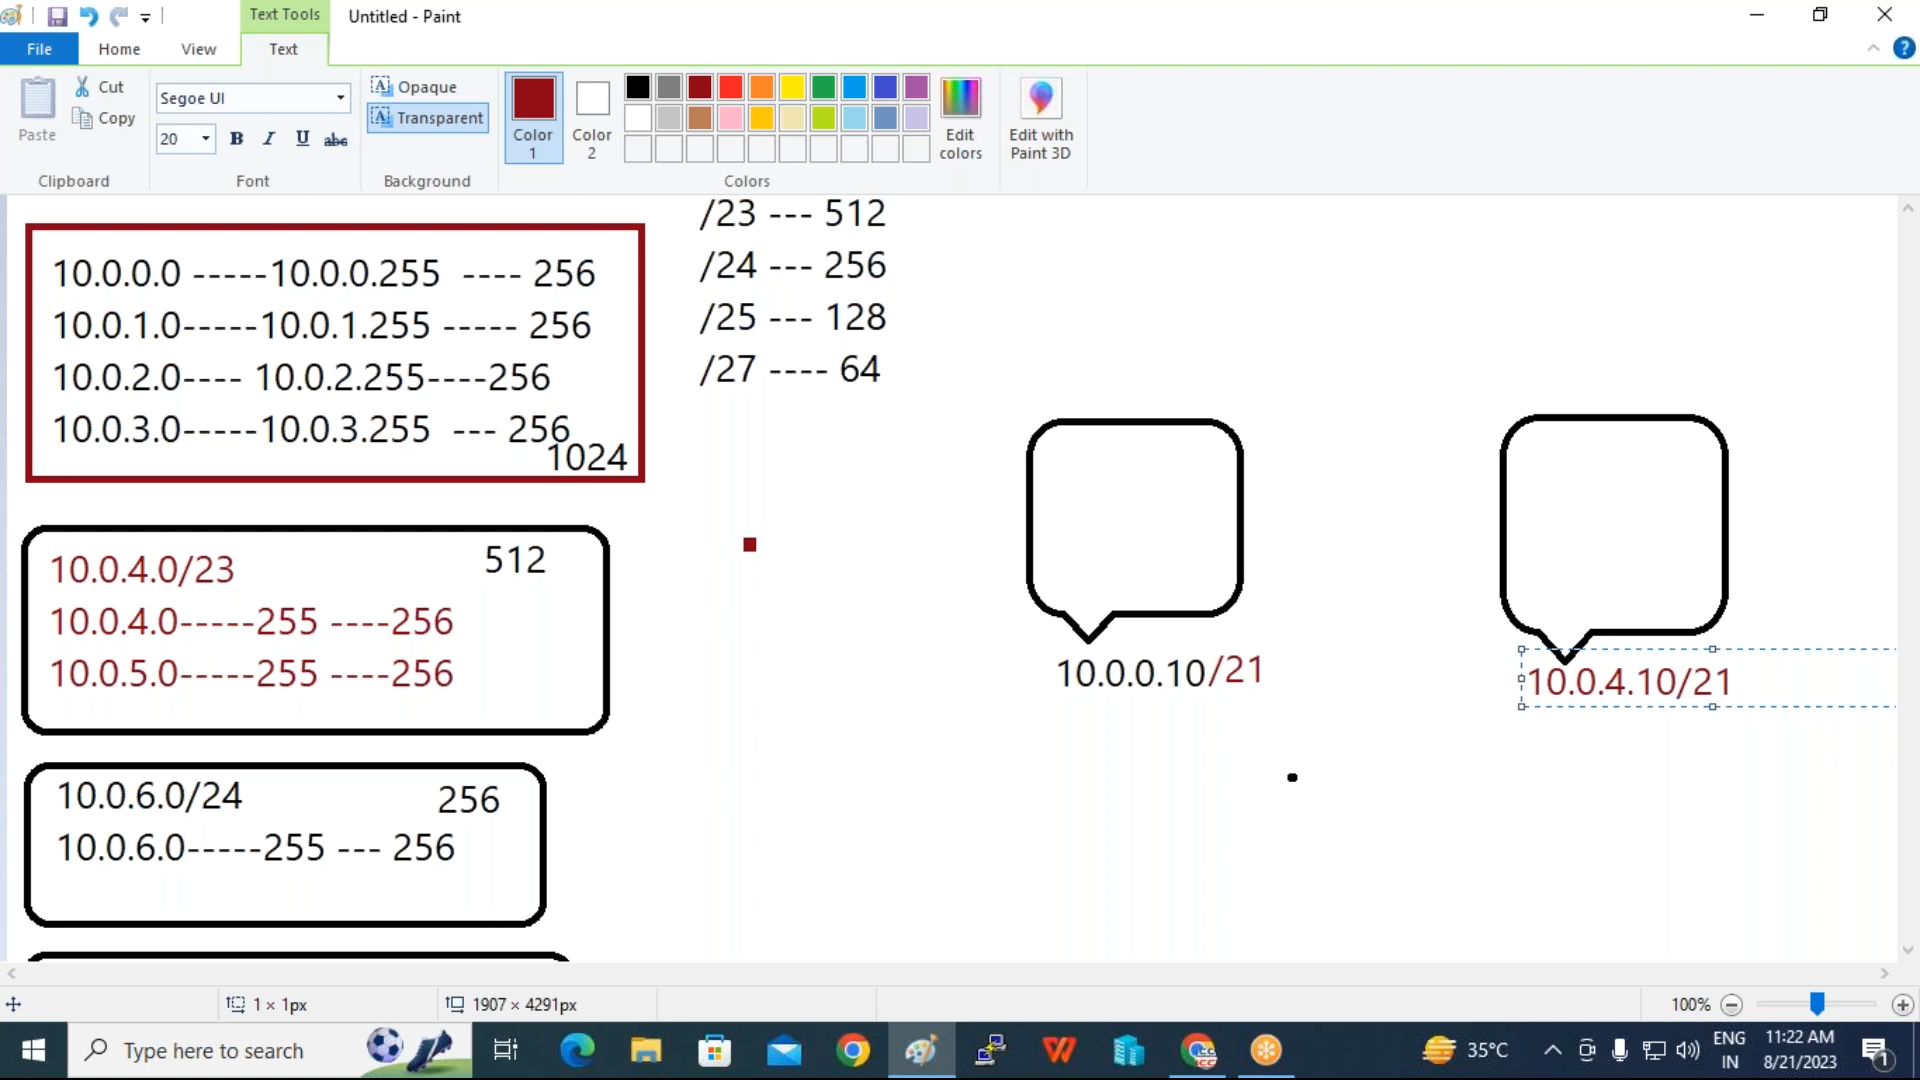 Text Tools
Untitled - Paint
File
Home
View
Text
Paste
Cut
Copy
Clipboard
Segoe UI
20
B I U abc
Font
Opaque
Transparent
Background
Color 1
Color 2
Edit colors
Colors
Edit with Paint 3D
10.0.0.0 -----10.0.0.255 ---- 256
10.0.1.0-----10.0.1.255 ----- 256
10.0.2.0---- 10.0.2.255----256
10.0.3.0-----10.0.3.255 --- 256
1024
/23 --- 512
/24 --- 256
/25 --- 128
/27 ---- 64
10.0.4.0/23
512
10.0.4.0-----255 ----256
10.0.5.0-----255 ----256
10.0.0.10/21
10.0.4.10/21
10.0.6.0/24
256
10.0.6.0-----255 --- 256
1 × 1px
1907 × 4291px
100%
Type here to search
35°C
ENG
IN
11:22 AM
8/21/2023
1